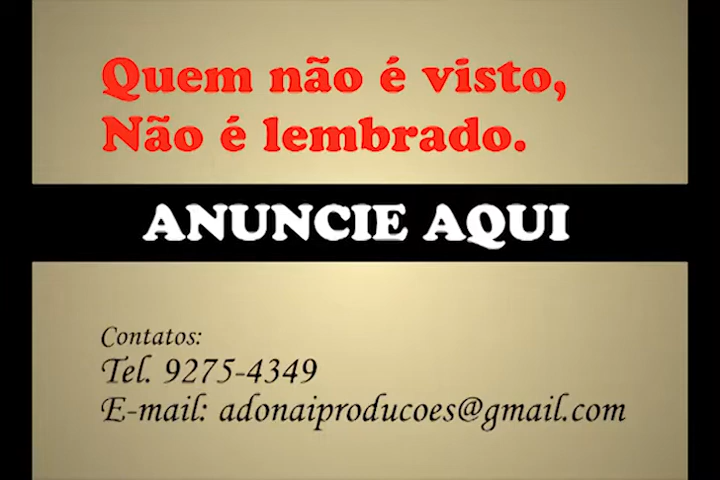 Quem não é visto,
Não é lembrado.
ANUNCIE AQUI
Contatos:
Tel. 9275-4349
E-mail: adonaiproducoes@gmail.com